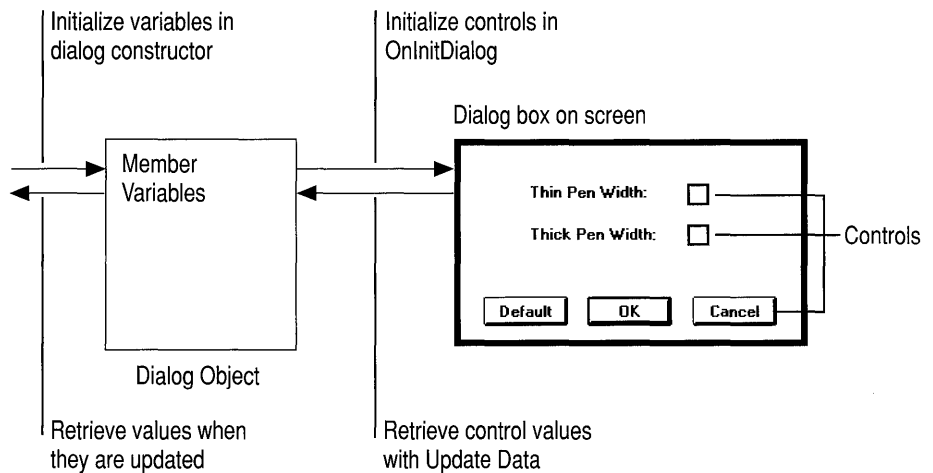 Initialize variables in
dialog constructor
Initialize controls in
OnInitDialog
Dialog box on screen
Member
Variables
Thin Pen Width:
Thick Pen Width:
Controls
Default
OK
Cancel
Dialog Object
Retrieve values when
they are updated
Retrieve control values
with Update Data